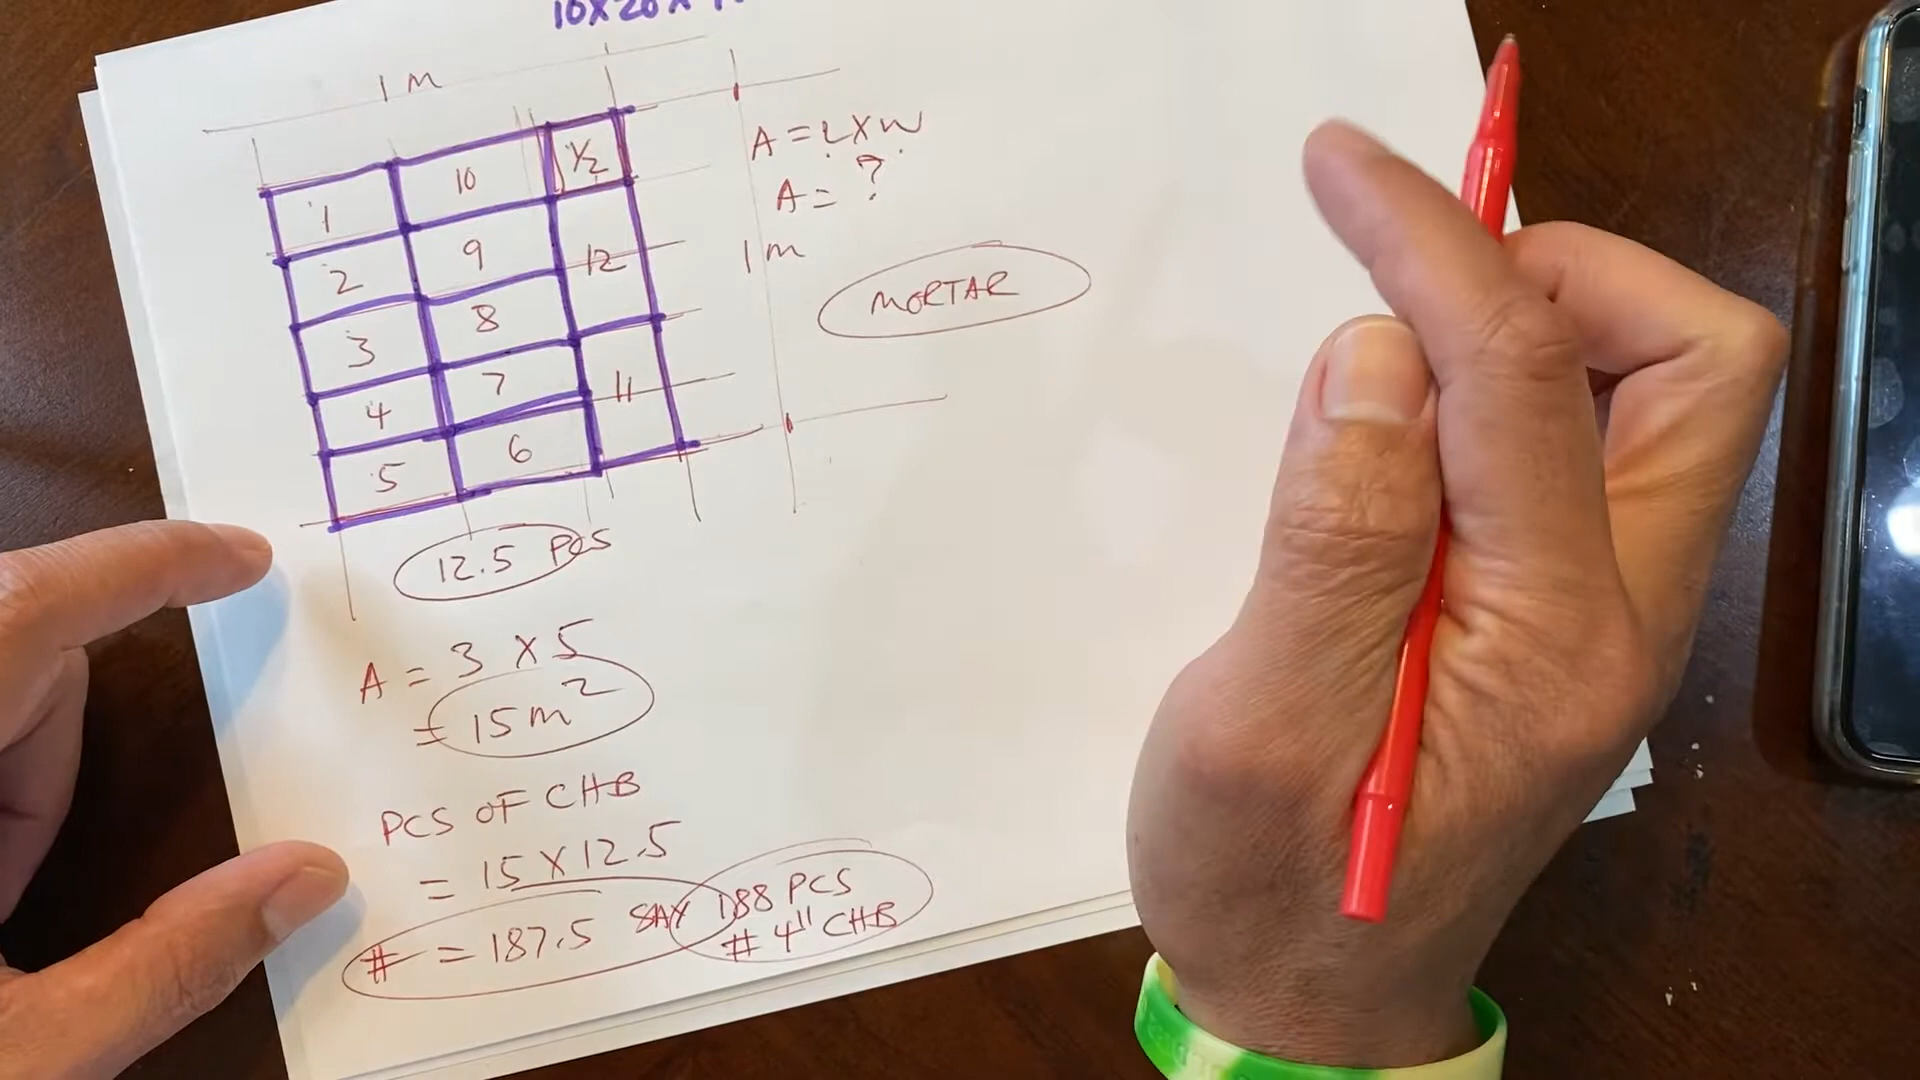 10X20X
1 M
1
2
3
4
5
10
9
8
7
6
1/2
12
11
A = L X W
A = ?
1 M
MORTAR
12.5 PCS
A = 3 X 5
= 15 m2
PCS OF CHB
= 15 X 12.5
# = 187.5 SAY 188 PCS
# 4" CHB